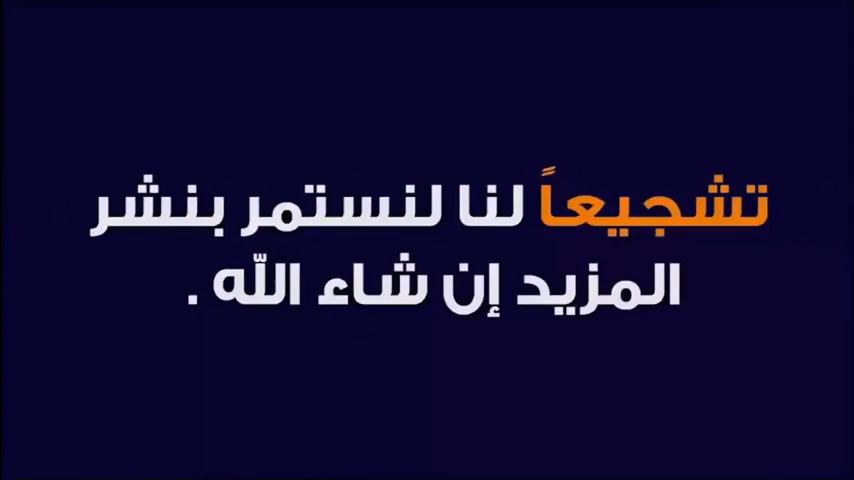 تشجيعاً لنا لنستمر بنشر
المزيد إن شاء الله .